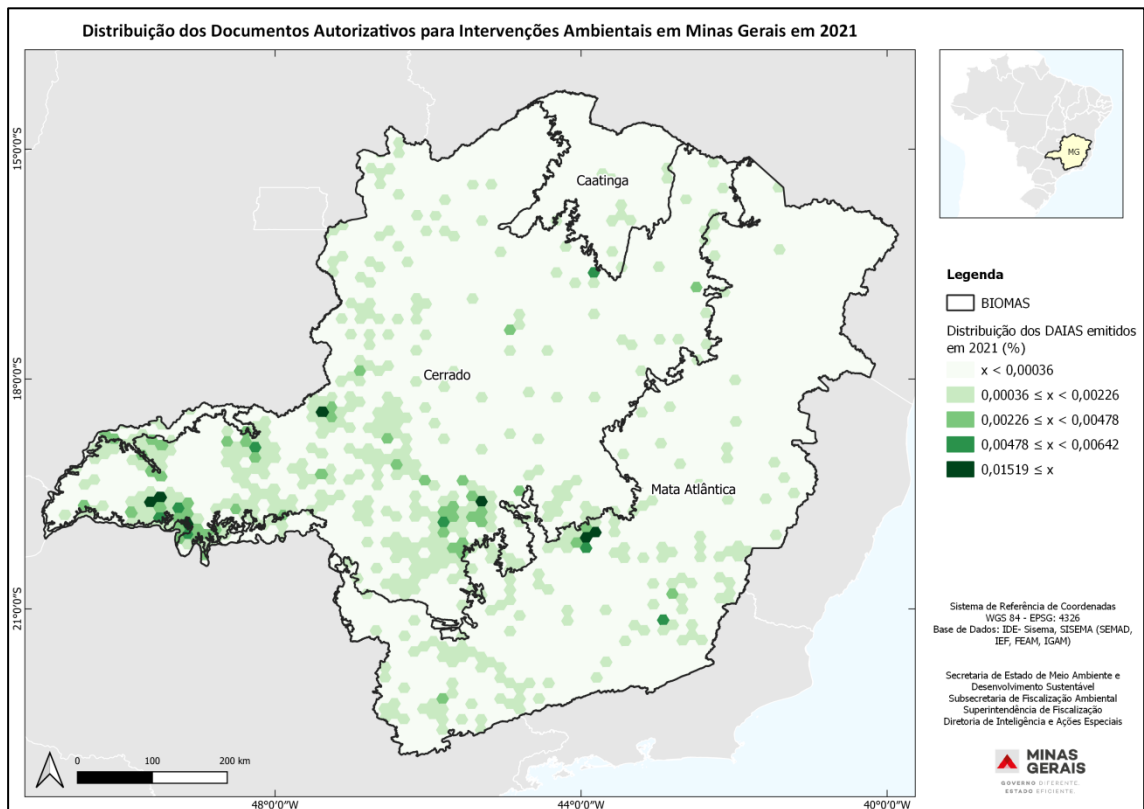 Distribuição dos Documentos Autorizativos para Intervenções Ambientais em Minas Gerais em 2021
15°0'0"S
18°0'0"S
21°0'0"S
Caatinga
Cerrado
Mata Atlântica
0 100 200 km
48°0'0"W 44°0'0"W 40°0'0"W
MG
Legenda
BIOMAS
Distribuição dos DAIAS emitidos
em 2021 (%)
x < 0,00036
0,00036 ≤ x < 0,00226
0,00226 ≤ x < 0,00478
0,00478 ≤ x < 0,00642
0,01519 ≤ x
Sistema de Referência de Coordenadas
WGS 84 - EPSG: 4326
Base de Dados: IDE- Sisema, SISEMA (SEMAD,
IEF, FEAM, IGAM)
Secretaria de Estado de Meio Ambiente e
Desenvolvimento Sustentável
Subsecretaria de Fiscalização Ambiental
Superintendência de Fiscalização
Diretoria de Inteligência e Ações Especiais
MINAS
GERAIS
GOVERNO DIFERENTE.
ESTADO EFICIENTE.